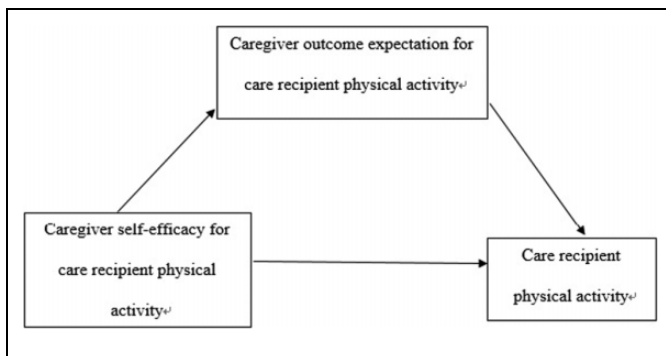 Caregiver outcome expectation for
care recipient physical activity↵
Caregiver self-efficacy for
care recipient physical
activity↵
Care recipient
physical activity↵